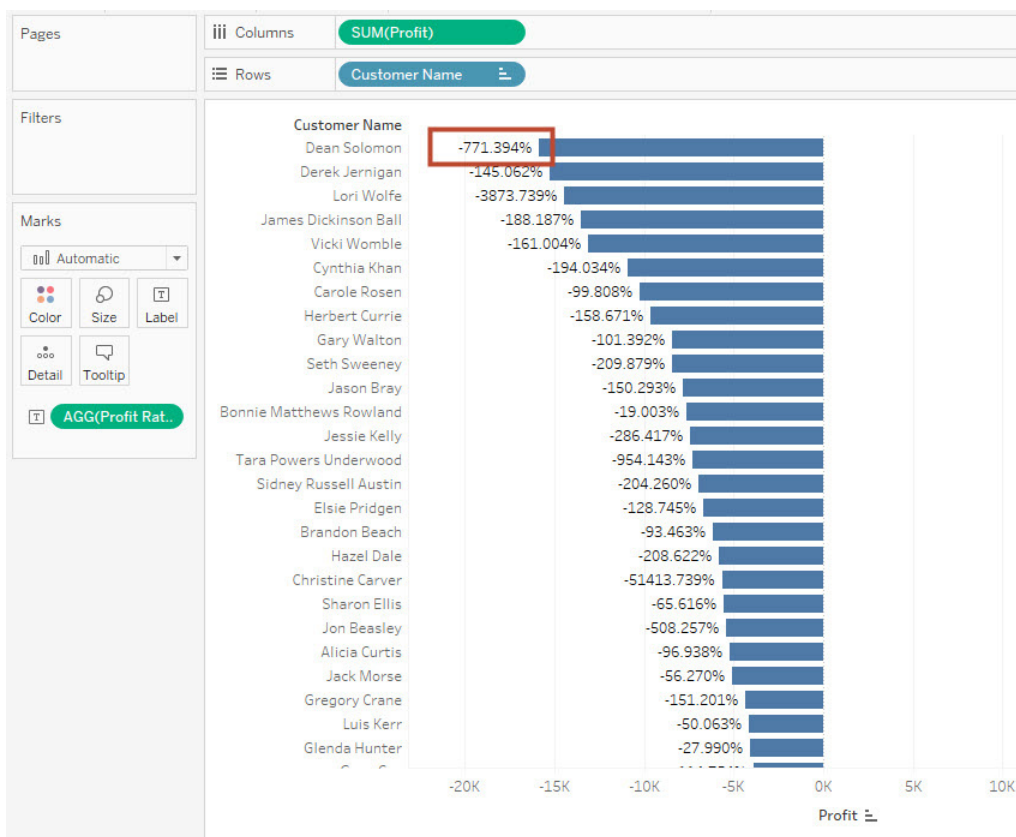 Pages
Columns
SUM(Profit)
Rows
Customer Name
Filters
Marks
Automatic
Color
Size
Label
Detail
Tooltip
AGG(Profit Rat..
Customer Name
Dean Solomon -771.394%
Derek Jernigan -145.062%
Lori Wolfe -3873.739%
James Dickinson Ball -188.187%
Vicki Womble -161.004%
Cynthia Khan -194.034%
Carole Rosen -99.808%
Herbert Currie -158.671%
Gary Walton -101.392%
Seth Sweeney -209.879%
Jason Bray -150.293%
Bonnie Matthews Rowland -19.003%
Jessie Kelly -286.417%
Tara Powers Underwood -954.143%
Sidney Russell Austin -204.260%
Elsie Pridgen -128.745%
Brandon Beach -93.463%
Hazel Dale -208.622%
Christine Carver -51413.739%
Sharon Ellis -65.616%
Jon Beasley -508.257%
Alicia Curtis -96.938%
Jack Morse -56.270%
Gregory Crane -151.201%
Luis Kerr -50.063%
Glenda Hunter -27.990%
-20K -15K -10K -5K 0K 5K 10K
Profit